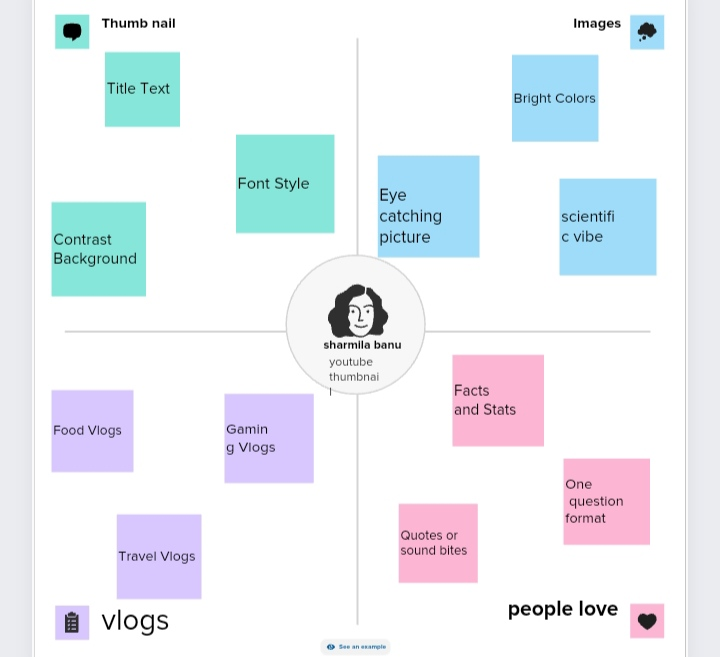 Thumb nail
Title Text
Font Style
Contrast
Background
Images
Bright Colors
Eye
catching
picture
scientifi
c vibe
sharmila banu
youtube
thumbnai
l
Food Vlogs
Gamin
g Vlogs
Travel Vlogs
vlogs
Facts
and Stats
One
question
format
Quotes or
sound bites
people love
See an example